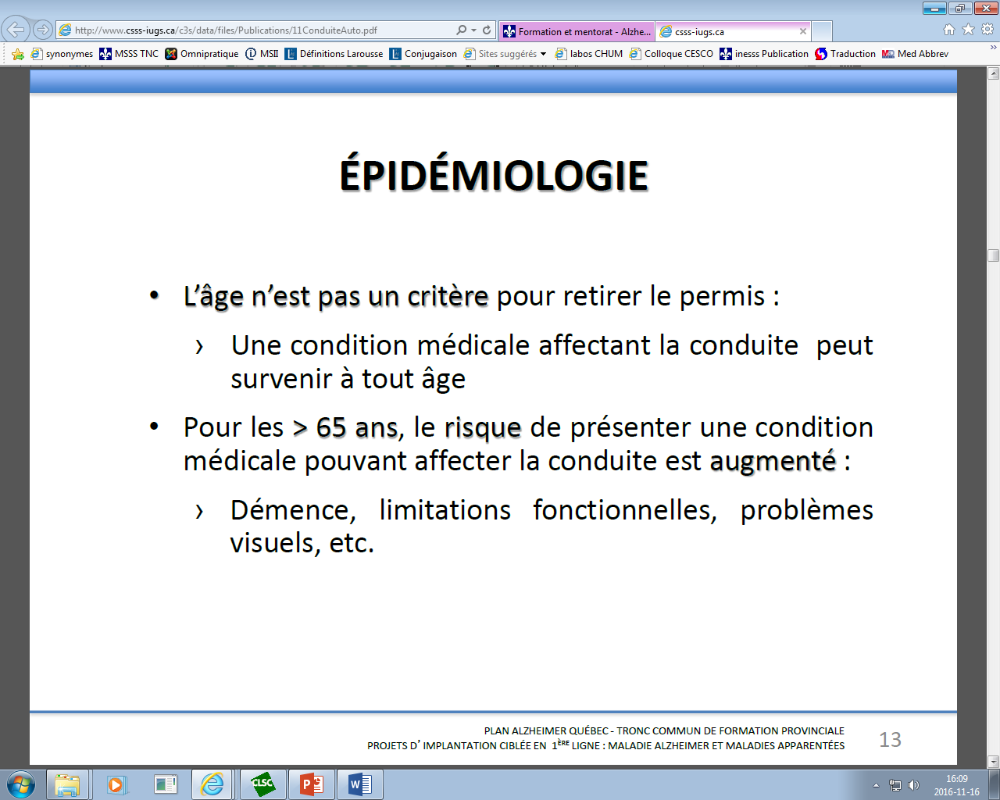 http://www.csss-iugs.ca/c3s/data/files/Publications/11ConduiteAuto.pdf
Formation et mentorat - Alzhe...
csss-iugs.ca
synonymes MSSS TNC Omnipratique MSII Définitions Larousse Conjugaison Sites suggérés labos CHUM Colloque CESCO inesss Publication Traduction Med Abbrev
ÉPIDÉMIOLOGIE
• L’âge n’est pas un critère pour retirer le permis :
› Une condition médicale affectant la conduite peut
survenir à tout âge
• Pour les > 65 ans, le risque de présenter une condition
médicale pouvant affecter la conduite est augmenté :
› Démence, limitations fonctionnelles, problèmes
visuels, etc.
PLAN ALZHEIMER QUÉBEC - TRONC COMMUN DE FORMATION PROVINCIALE
PROJETS D’ IMPLANTATION CIBLÉE EN 1ÈRE LIGNE : MALADIE ALZHEIMER ET MALADIES APPARENTÉES
13
CLSC
16:09
2016-11-16